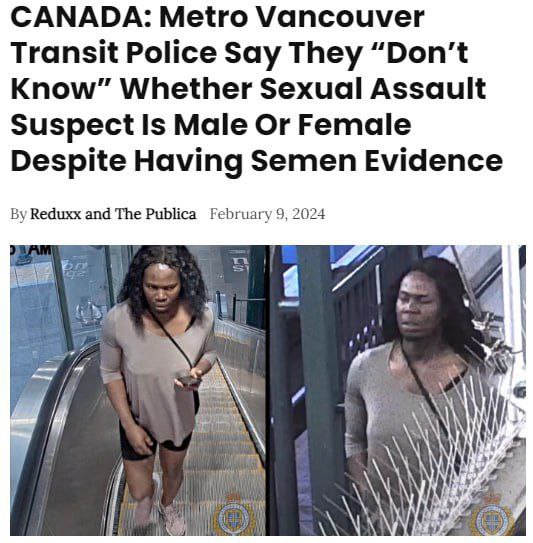 CANADA: Metro Vancouver
Transit Police Say They “Don’t
Know” Whether Sexual Assault
Suspect Is Male Or Female
Despite Having Semen Evidence
By Reduxx and The Publica February 9, 2024
AM